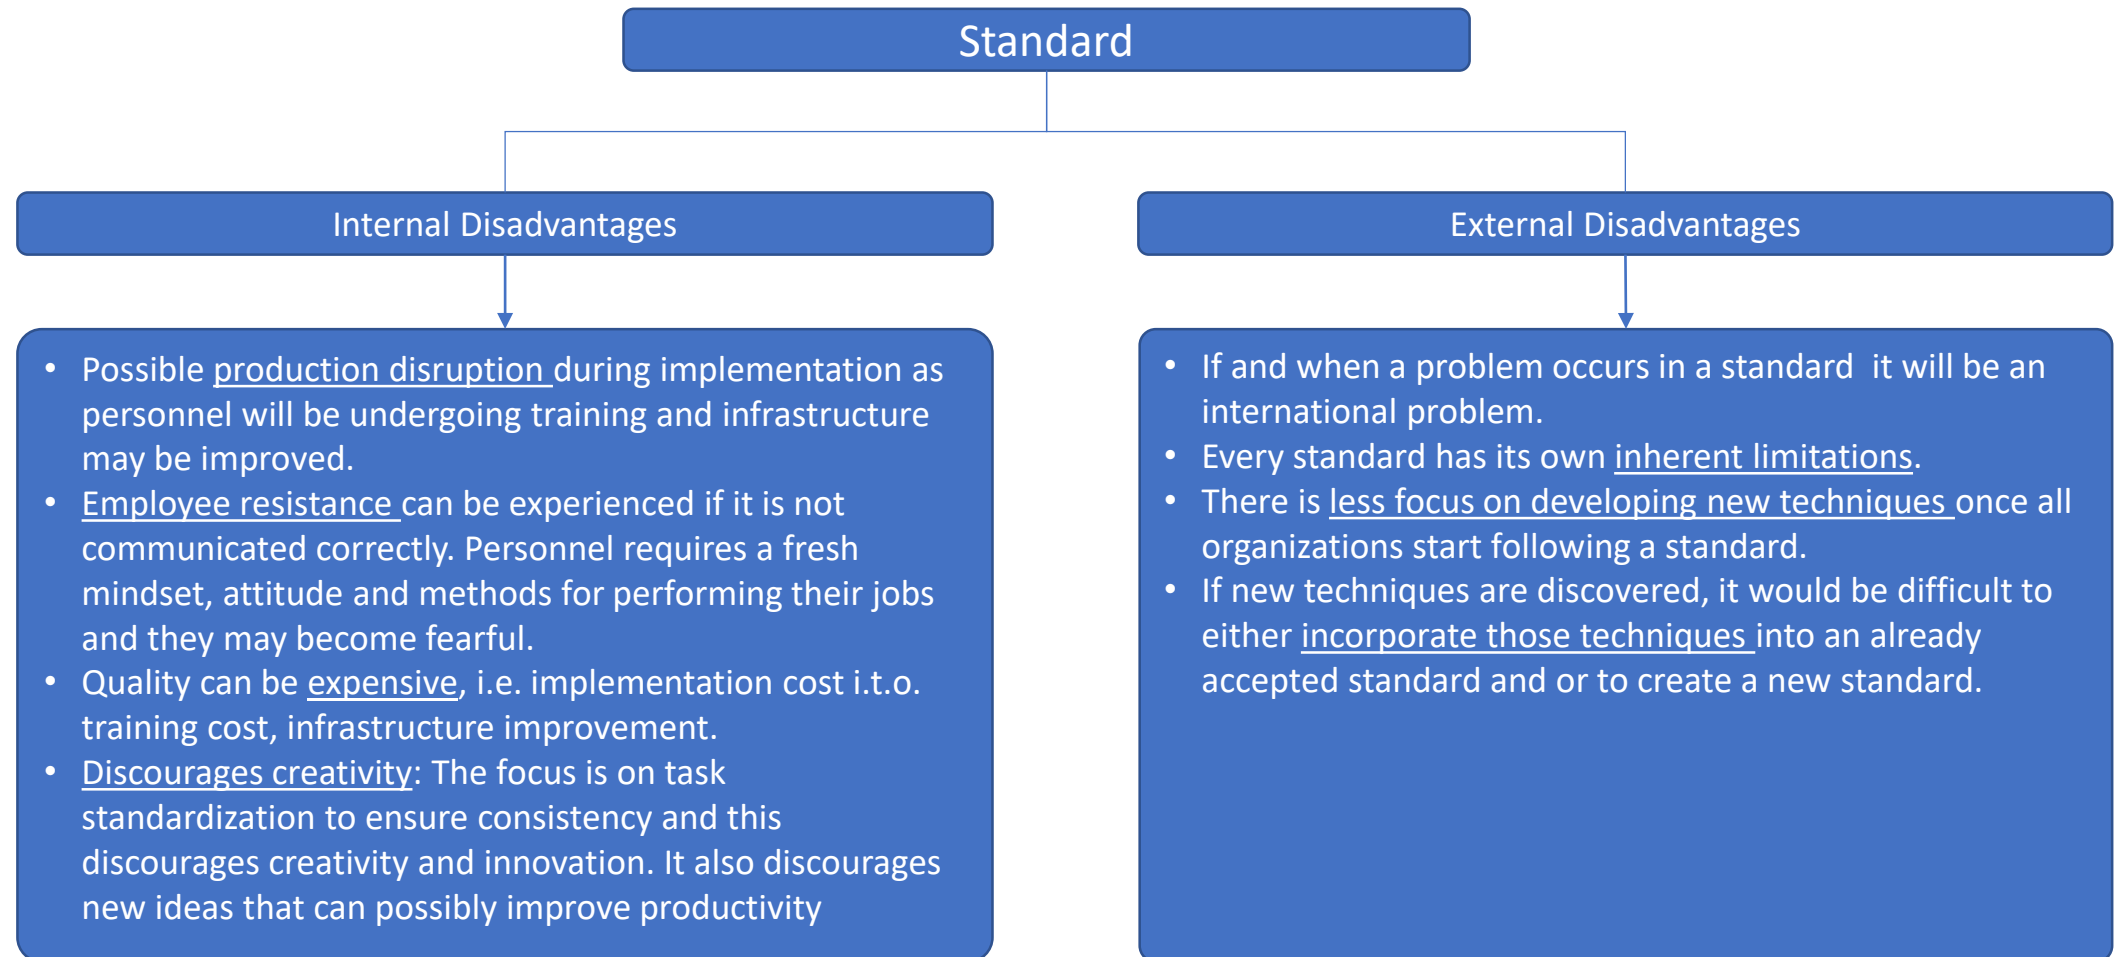 Standard
Internal Disadvantages
• Possible production disruption during implementation as
personnel will be undergoing training and infrastructure
may be improved.
• Employee resistance can be experienced if it is not
communicated correctly. Personnel requires a fresh
mindset, attitude and methods for performing their jobs
and they may become fearful.
• Quality can be expensive, i.e. implementation cost i.t.o.
training cost, infrastructure improvement.
• Discourages creativity: The focus is on task
standardization to ensure consistency and this
discourages creativity and innovation. It also discourages
new ideas that can possibly improve productivity
External Disadvantages
• If and when a problem occurs in a standard  it will be an
international problem.
• Every standard has its own inherent limitations.
• There is less focus on developing new techniques once all
organizations start following a standard.
• If new techniques are discovered, it would be difficult to
either incorporate those techniques into an already
accepted standard and or to create a new standard.